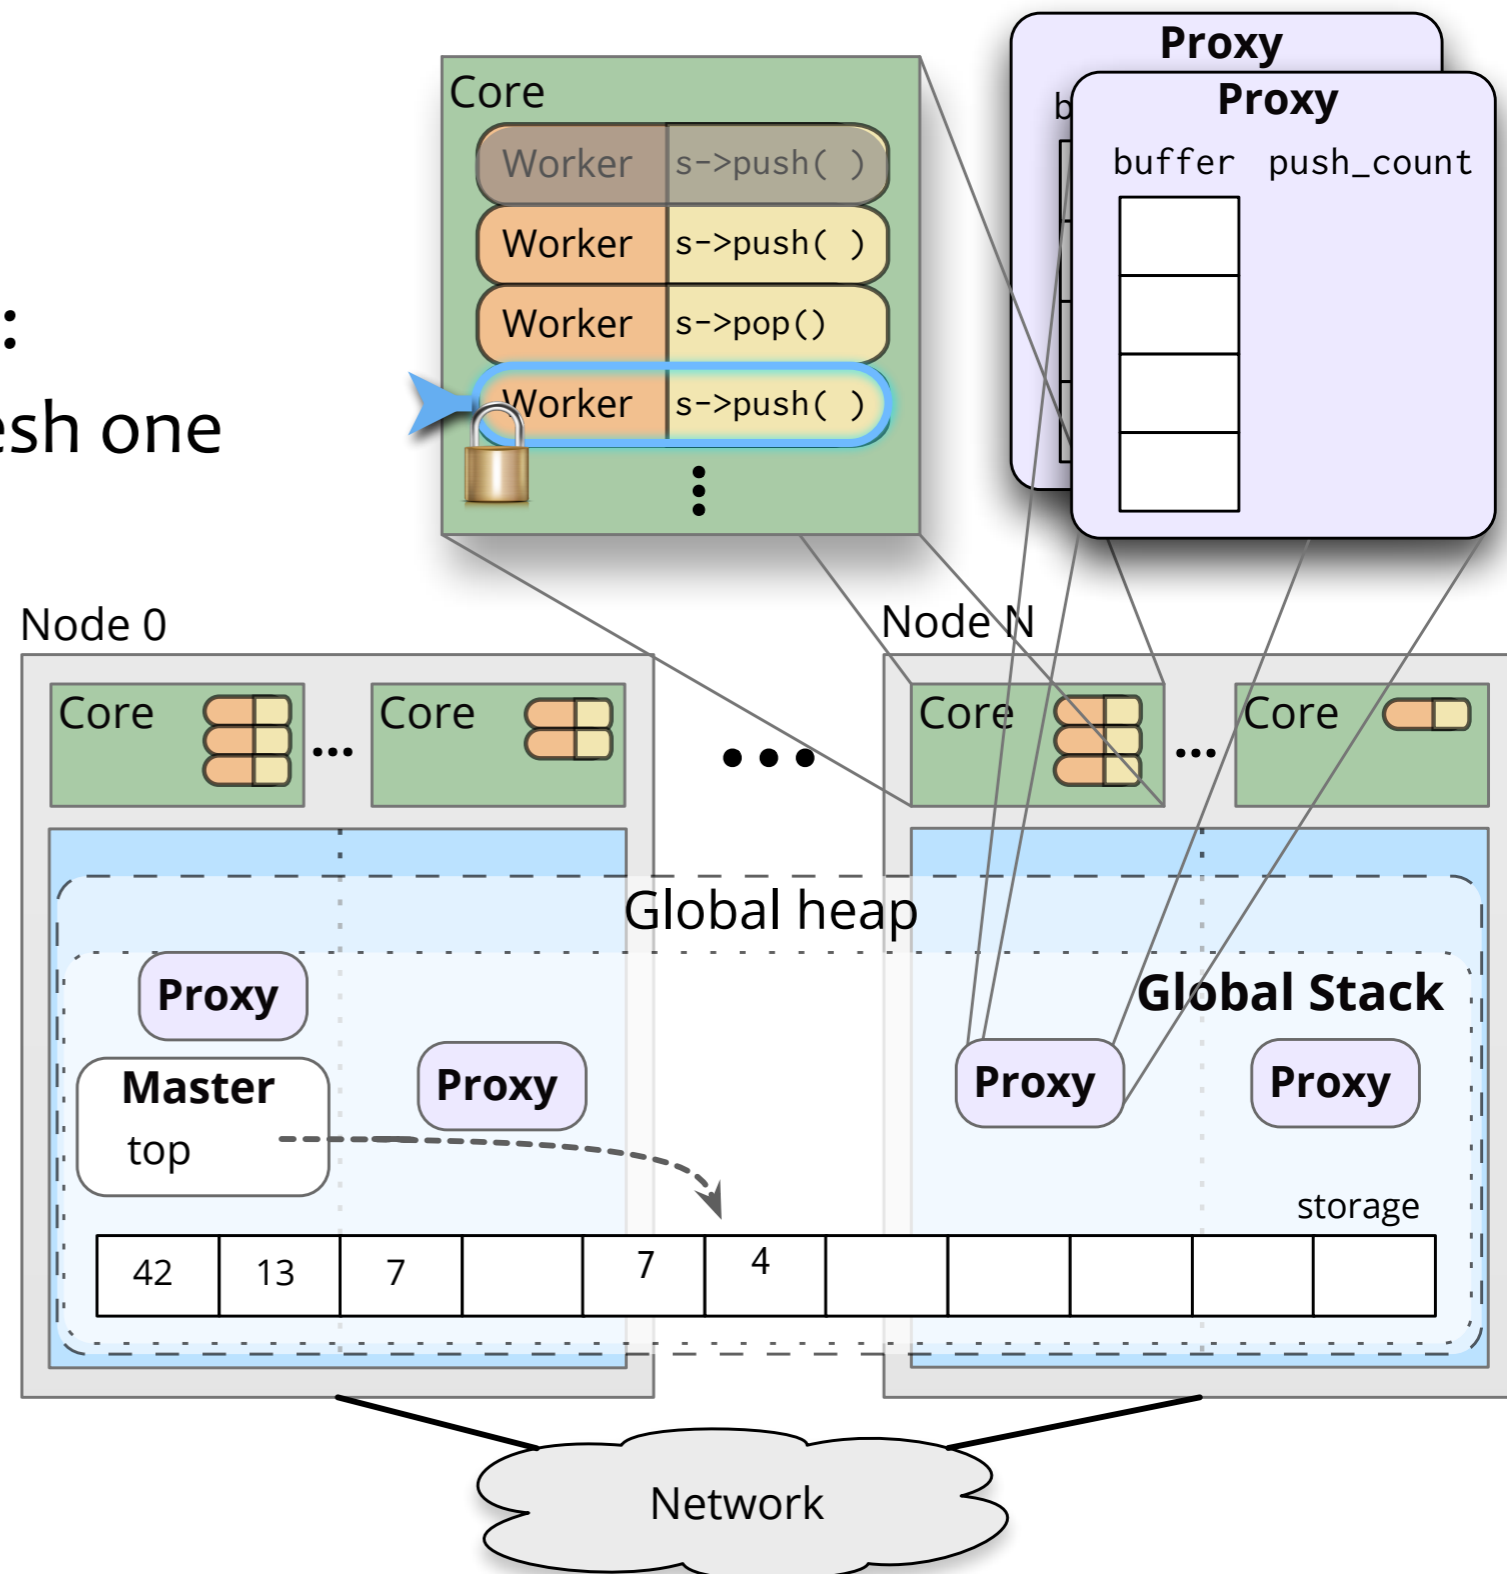 :
esh one
Core
Worker s->push( )
Worker s->push( )
Worker s->pop()
Worker s->push( )
Proxy
b
Proxy
buffer push_count
Node 0
Node N
Core
Core
Core
Core
Global heap
Global Stack
Proxy
Proxy
Proxy
Proxy
Master
top
storage
42 13 7 7 4
Network